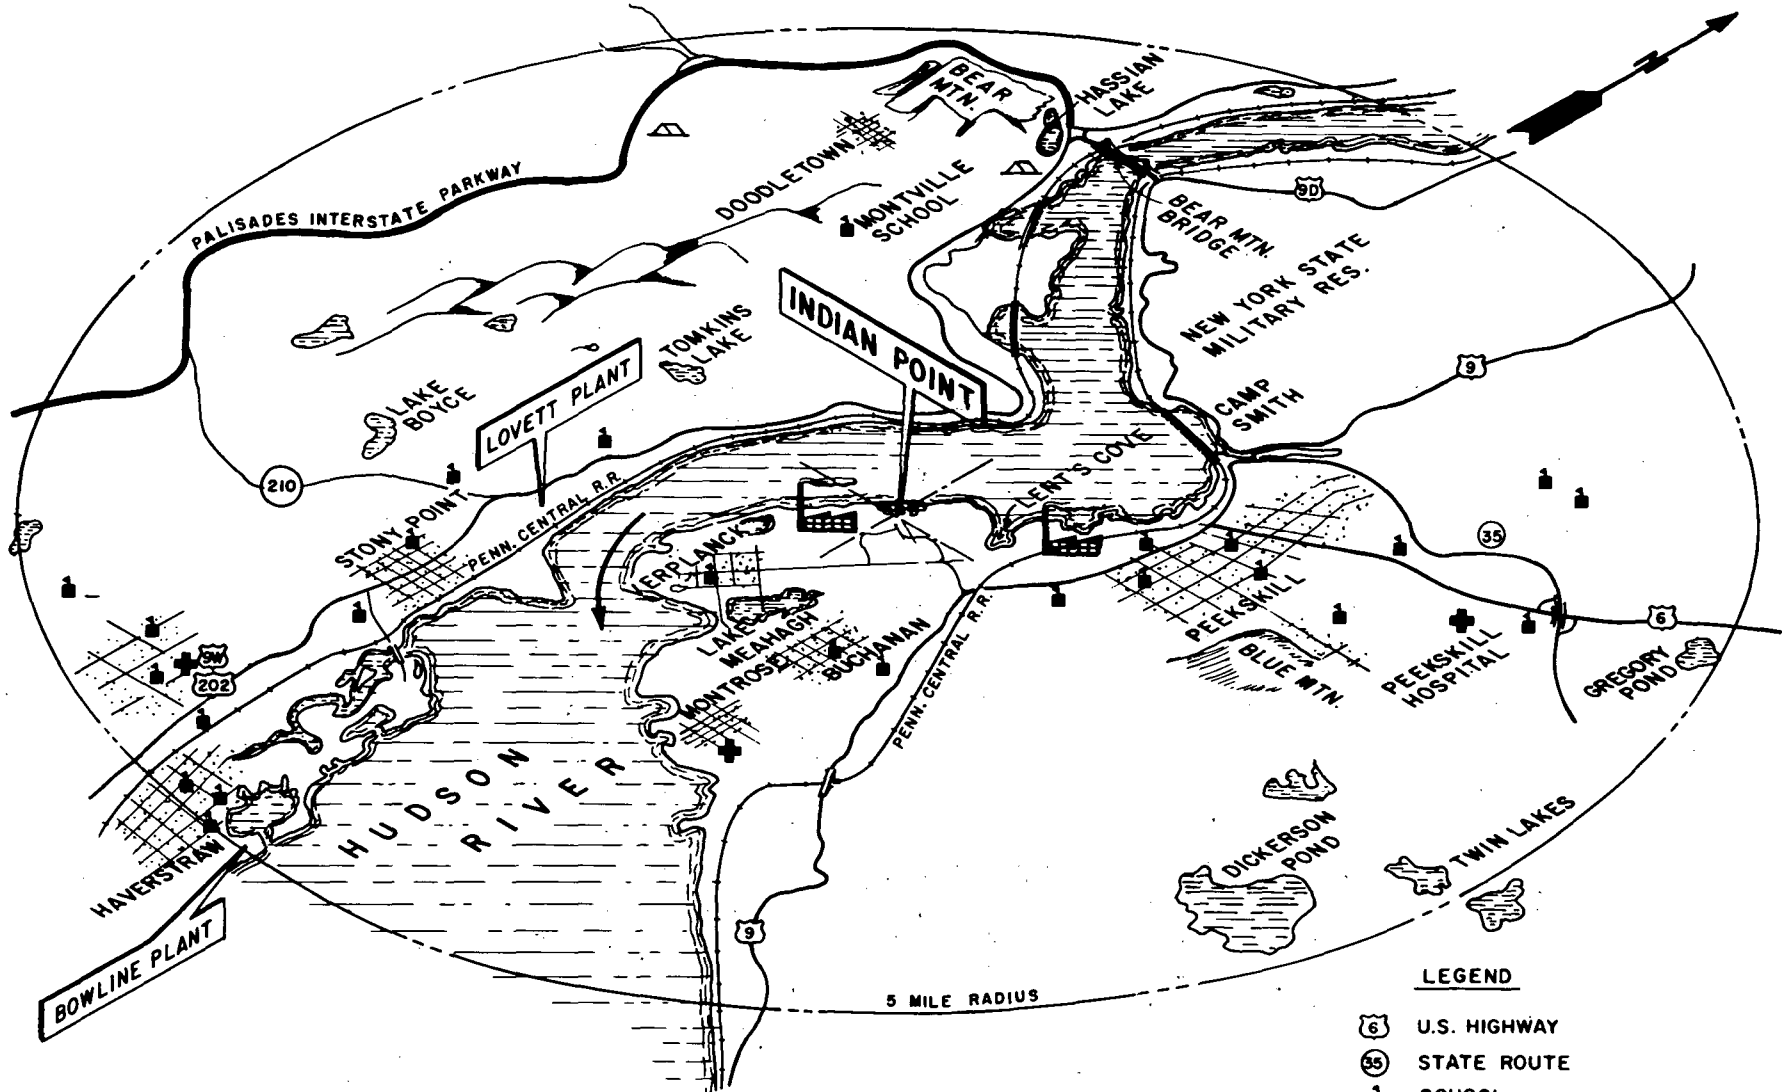 BEAR
MTN.
HASSIAN
LAKE
N
PALISADES INTERSTATE PARKWAY
DOODLETOWN
MONTVILLE
SCHOOL
9D
BEAR MTN.
BRIDGE
NEW YORK STATE
MILITARY RES.
INDIAN POINT
TOMKINS
LAKE
LOVETT PLANT
LAKE
BOYCE
9
CAMP
SMITH
LENT'S COVE
210
STONY POINT
PENN. CENTRAL R.R.
35
VERPLANCK
LAKE
MEAHAGH
MONTROSE
BUCHANAN
PENN. CENTRAL R.R.
PEEKSKILL
BLUE MTN.
PEEKSKILL
HOSPITAL
6
GREGORY
POND
9W
202
HUDSON
RIVER
HAVERSTRAW
BOWLINE PLANT
9
DICKERSON
POND
TWIN LAKES
5 MILE RADIUS
LEGEND
6 U.S. HIGHWAY
35 STATE ROUTE
SCHOOL